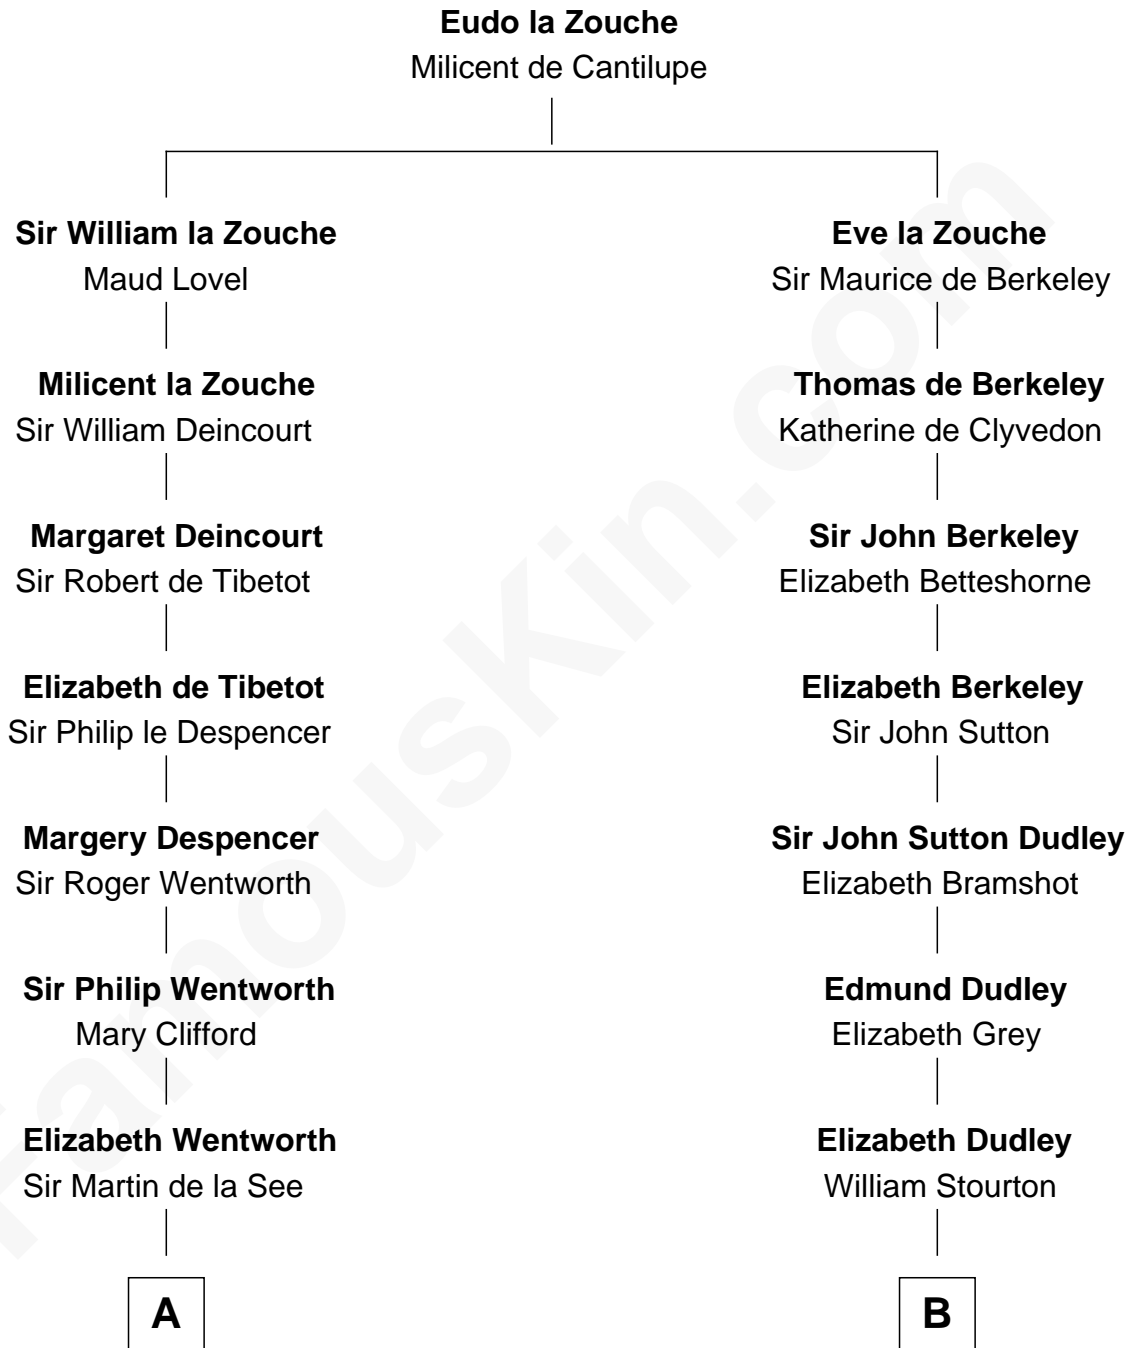 Eudo la Zouche
Milicent de Cantilupe
Sir William la Zouche
Maud Lovel
Eve la Zouche
Sir Maurice de Berkeley
Milicent la Zouche
Sir William Deincourt
Thomas de Berkeley
Katherine de Clyvedon
Margaret Deincourt
Sir Robert de Tibetot
Sir John Berkeley
Elizabeth Betteshorne
Elizabeth de Tibetot
Sir Philip le Despencer
Elizabeth Berkeley
Sir John Sutton
Margery Despencer
Sir Roger Wentworth
Sir John Sutton Dudley
Elizabeth Bramshot
Sir Philip Wentworth
Mary Clifford
Edmund Dudley
Elizabeth Grey
Elizabeth Wentworth
Sir Martin de la See
Elizabeth Dudley
William Stourton
A
B
FamousKin.com